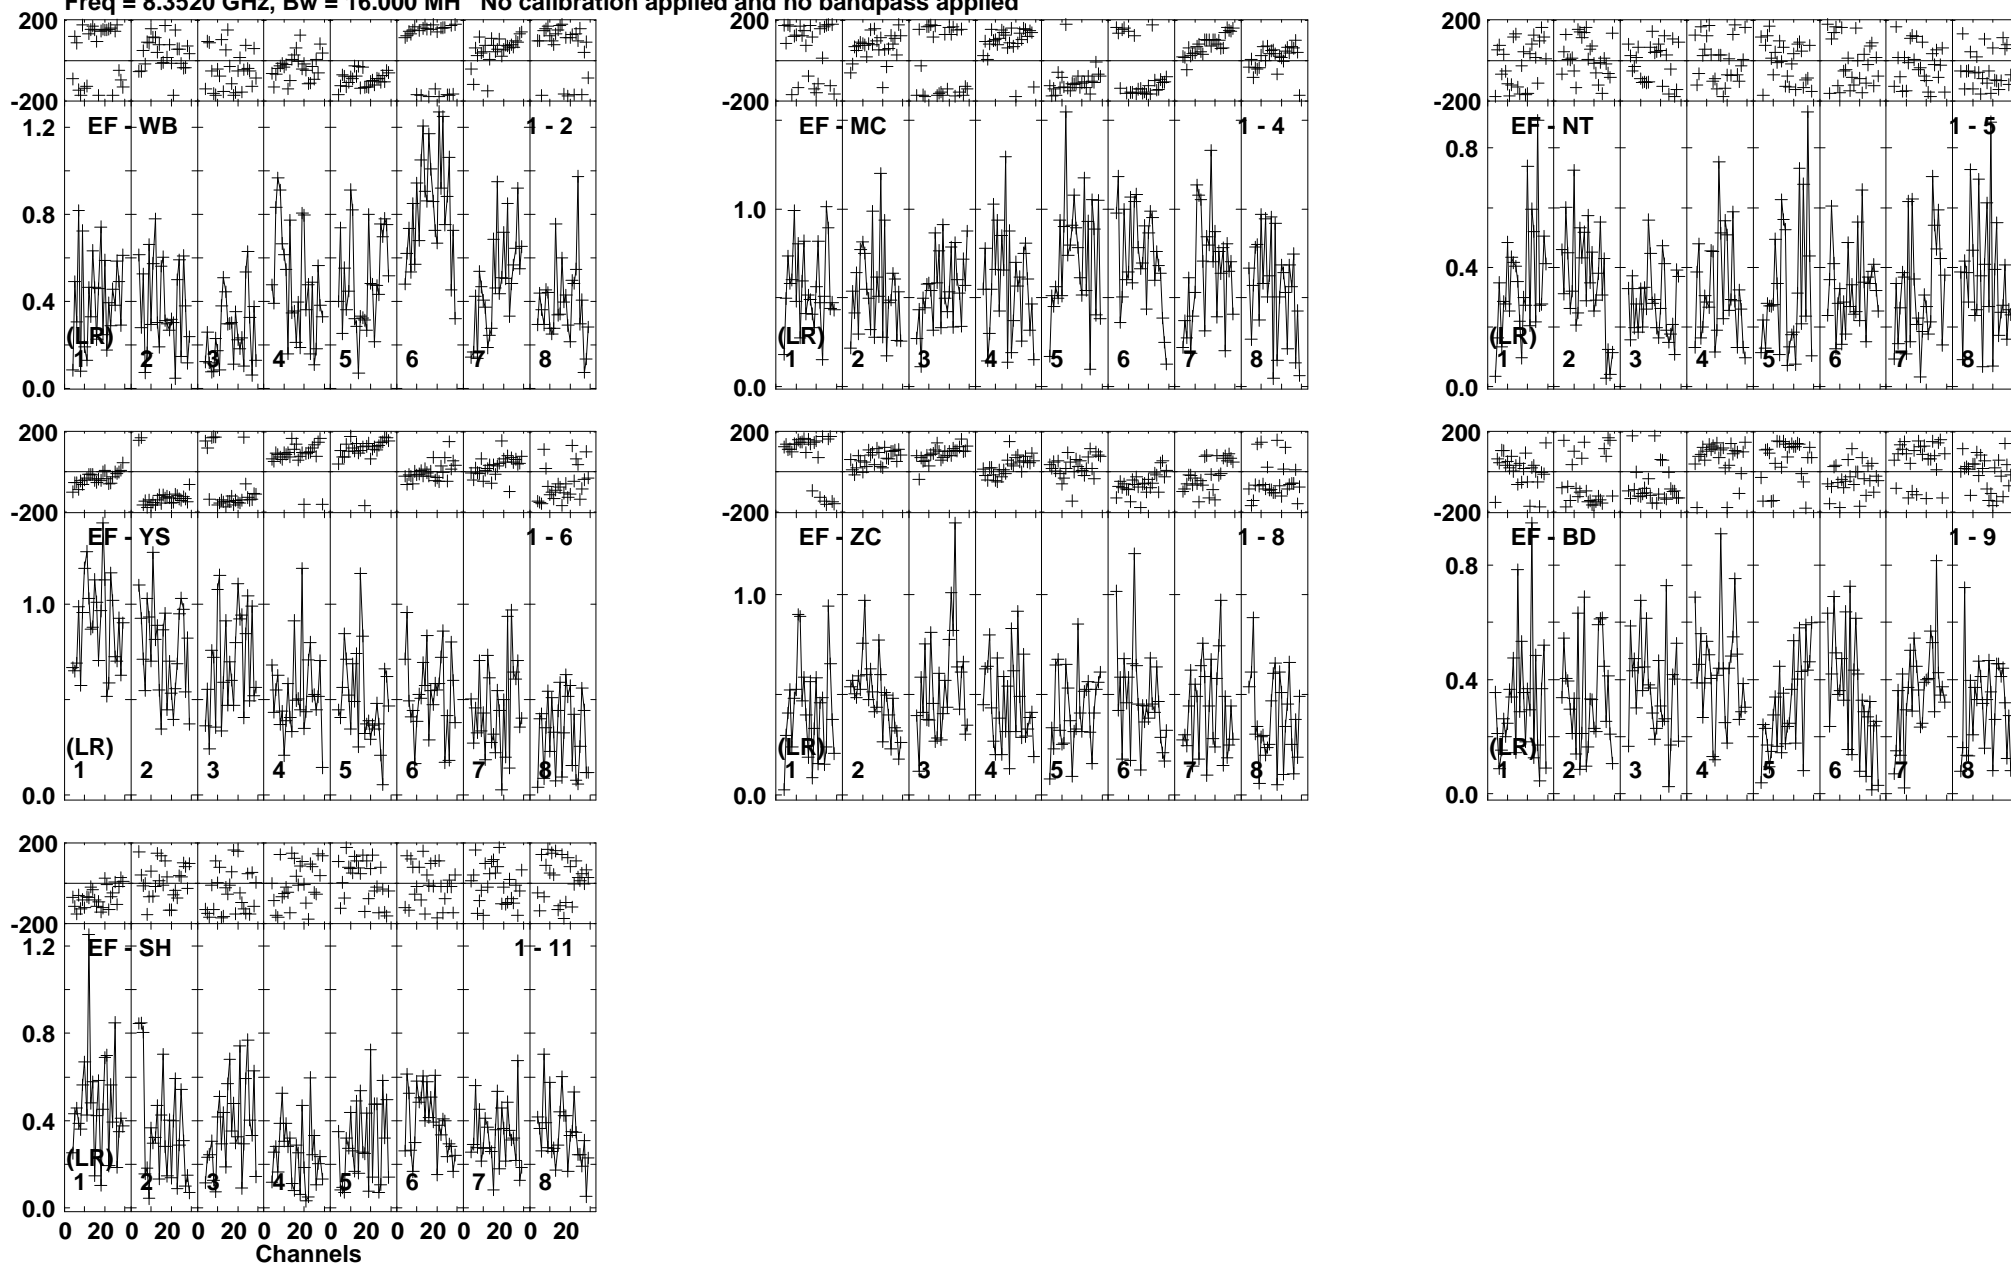 Freq = 8.3520 GHz, Bw = 16.000 MH No calibration applied and no bandpass applied
200
-200
EF - WB
1 - 2
1.2
0.8
0.4
0.0
(LR)
1 2 3 4 5 6 7 8
200
-200
EF - MC
1 - 4
1.0
0.0
(LR)
1 2 3 4 5 6 7 8
200
-200
EF - NT
1 - 5
0.8
0.4
0.0
(LR)
1 2 3 4 5 6 7 8
200
-200
EF - YS
1 - 6
1.0
0.0
(LR)
1 2 3 4 5 6 7 8
200
-200
EF - ZC
1 - 8
1.0
0.0
(LR)
1 2 3 4 5 6 7 8
200
-200
EF - BD
1 - 9
0.8
0.4
0.0
(LR)
1 2 3 4 5 6 7 8
200
-200
EF - SH
1 - 11
1.2
0.8
0.4
0.0
(LR)
1 2 3 4 5 6 7 8
0 20 0 20 0 20 0 20 0 20 0 20 0 20 0 20
Channels